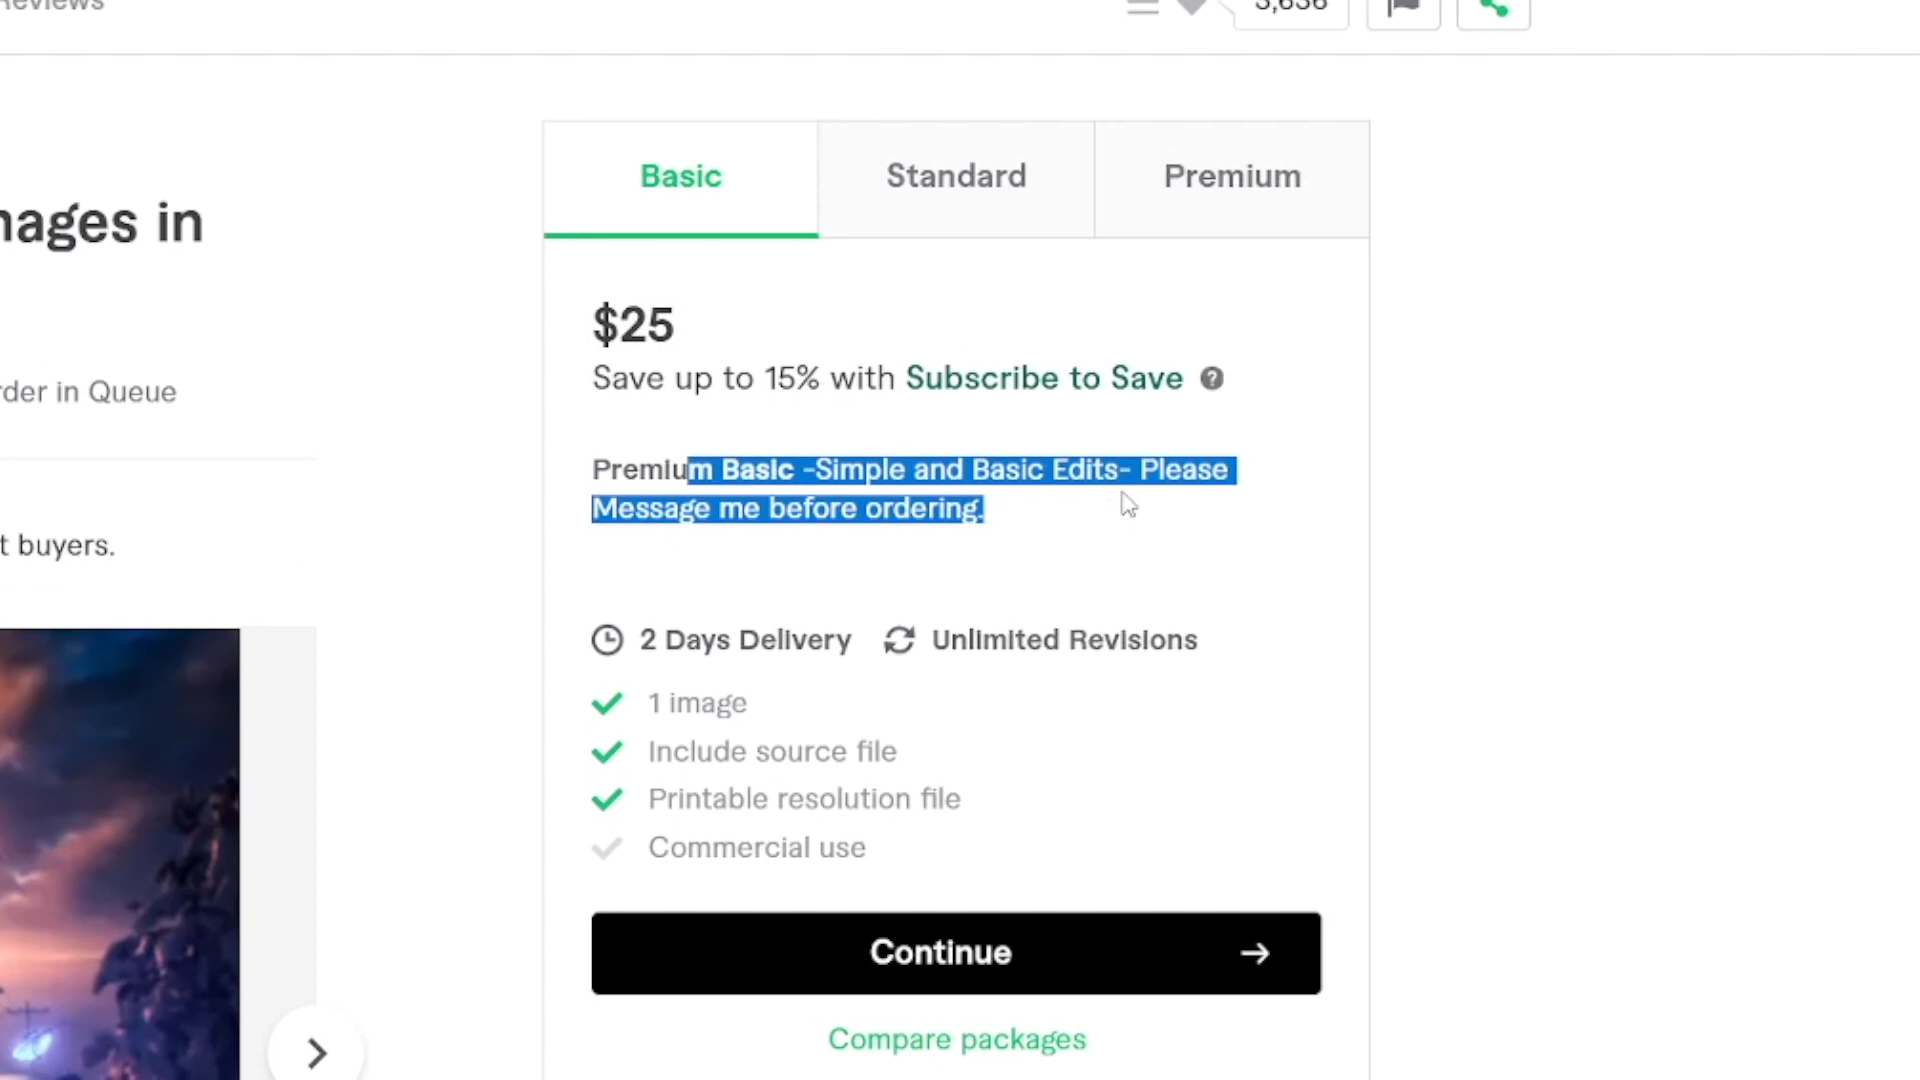 Reviews
3,636
Basic
Standard
Premium
mages in
$25
Save up to 15% with Subscribe to Save
rder in Queue
Premium Basic -Simple and Basic Edits- Please
Message me before ordering.
t buyers.
2 Days Delivery Unlimited Revisions
1 image
Include source file
Printable resolution file
Commercial use
Continue
Compare packages